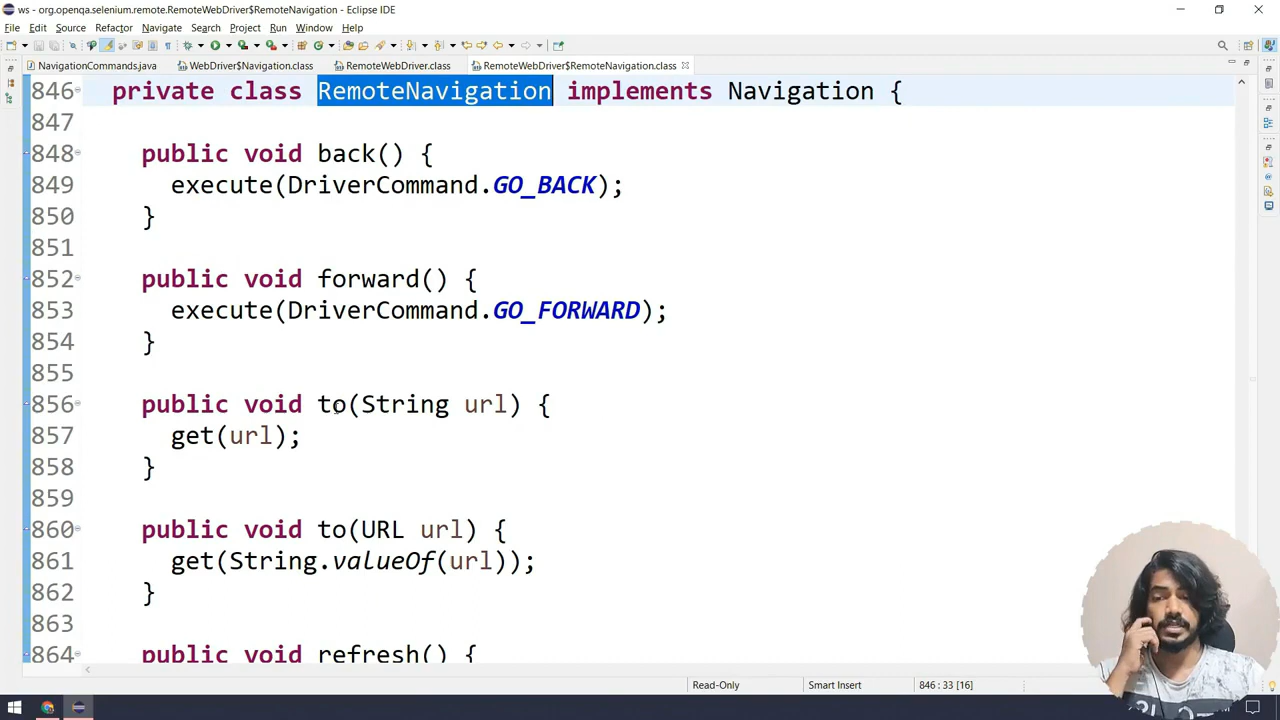 ws - org.openqa.selenium.remote.RemoteWebDriver$RemoteNavigation - Eclipse IDE
File Edit Source Refactor Navigate Search Project Run Window Help
NavigationCommands.java WebDriver$Navigation.class RemoteWebDriver.class RemoteWebDriver$RemoteNavigation.class
846 private class RemoteNavigation implements Navigation {
847
848 public void back() {
849 execute(DriverCommand.GO_BACK);
850 }
851
852 public void forward() {
853 execute(DriverCommand.GO_FORWARD);
854 }
855
856 public void to(String url) {
857 get(url);
858 }
859
860 public void to(URL url) {
861 get(String.valueOf(url));
862 }
863
864 public void refresh() {
Read-Only Smart Insert 846 : 33 [16]